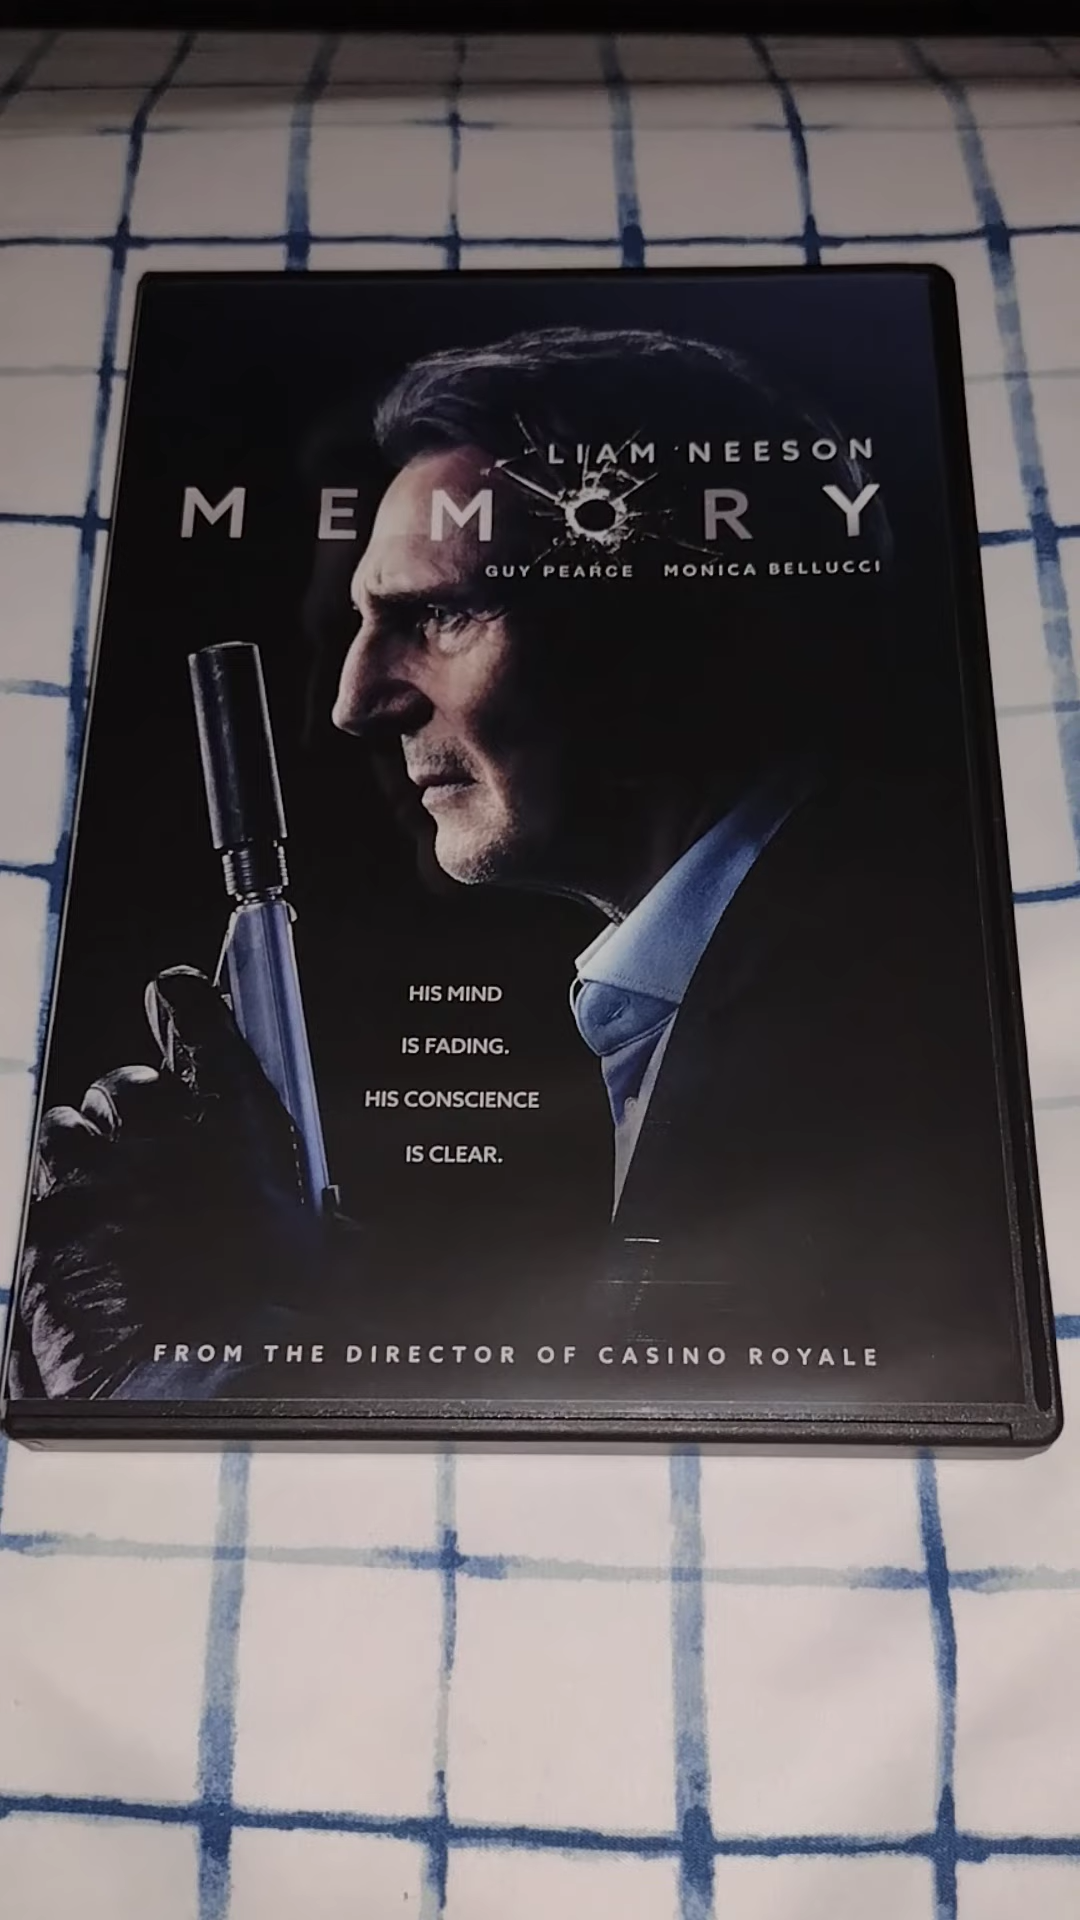 LIAM NEESON
MEMORY
GUY PEARCE MONICA BELLUCCI
HIS MIND
IS FADING.
HIS CONSCIENCE
IS CLEAR.
FROM THE DIRECTOR OF CASINO ROYALE